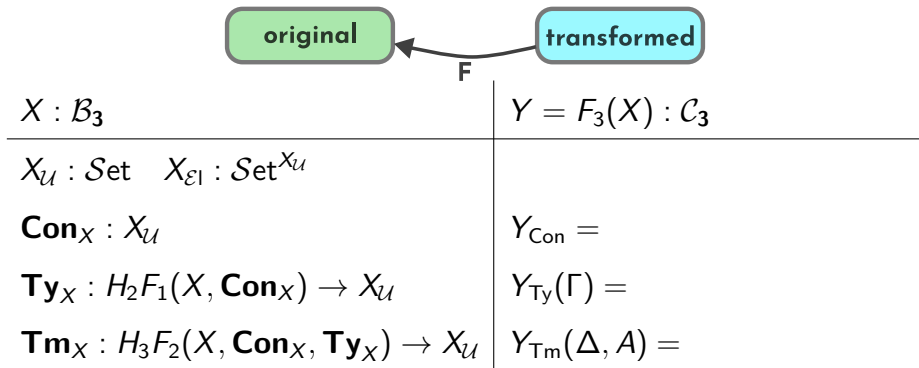 original transformed
F
X : 𝓑₃ Y = F₃(X) : 𝓒₃
X_𝓤 : 𝓢et X_𝓔l : 𝓢et^X_𝓤
Con_X : X_𝓤 Y_Con =
Ty_X : H₂F₁(X, Con_X) → X_𝓤 Y_Ty(Γ) =
Tm_X : H₃F₂(X, Con_X, Ty_X) → X_𝓤 Y_Tm(Δ, A) =